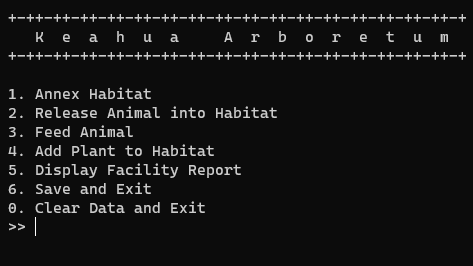 +-+-+-+-+-+-+-+-+-+-+-+-+-+-+-+-+-+-+-+-+-+-+-+-+-+
K e a h u a   A r b o r e t u m
+-+-+-+-+-+-+-+-+-+-+-+-+-+-+-+-+-+-+-+-+-+-+-+-+-+
1. Annex Habitat
2. Release Animal into Habitat
3. Feed Animal
4. Add Plant to Habitat
5. Display Facility Report
6. Save and Exit
0. Clear Data and Exit
>>